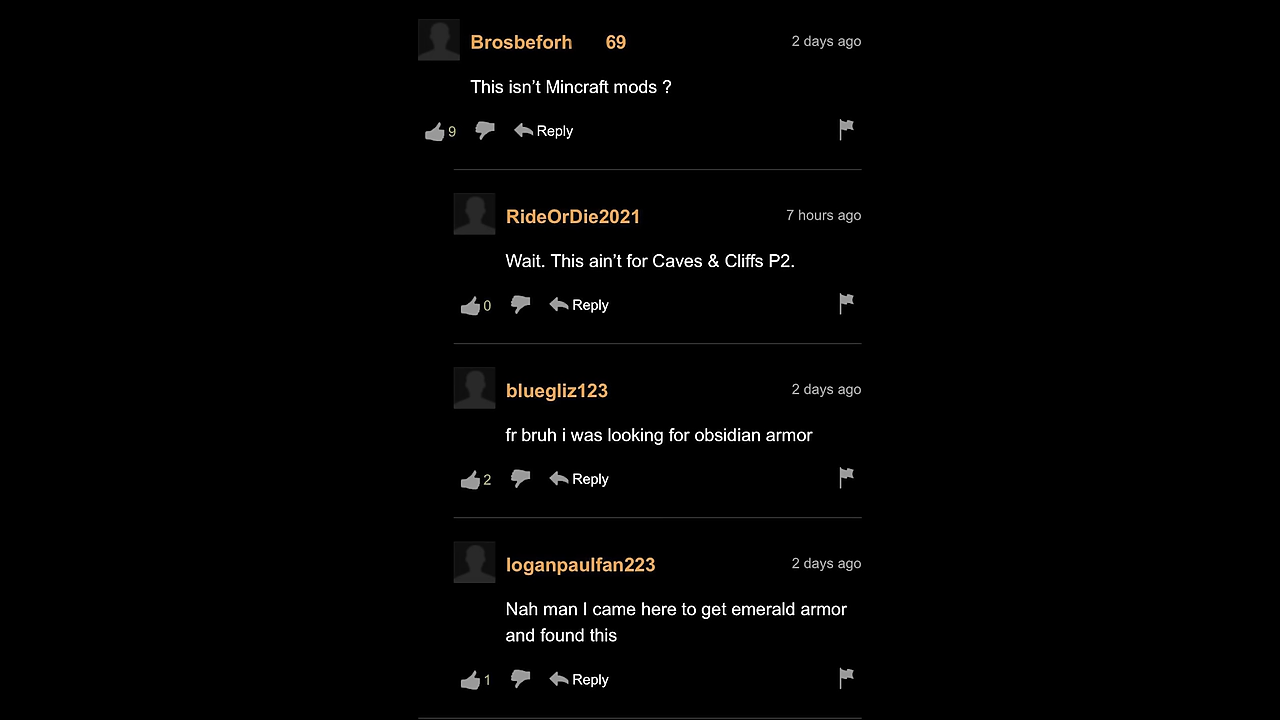 Brosbeforh 69
2 days ago
This isn’t Mincraft mods ?
9 Reply
RideOrDie2021
7 hours ago
Wait. This ain’t for Caves & Cliffs P2.
0 Reply
bluegliz123
2 days ago
fr bruh i was looking for obsidian armor
2 Reply
loganpaulfan223
2 days ago
Nah man I came here to get emerald armor
and found this
1 Reply